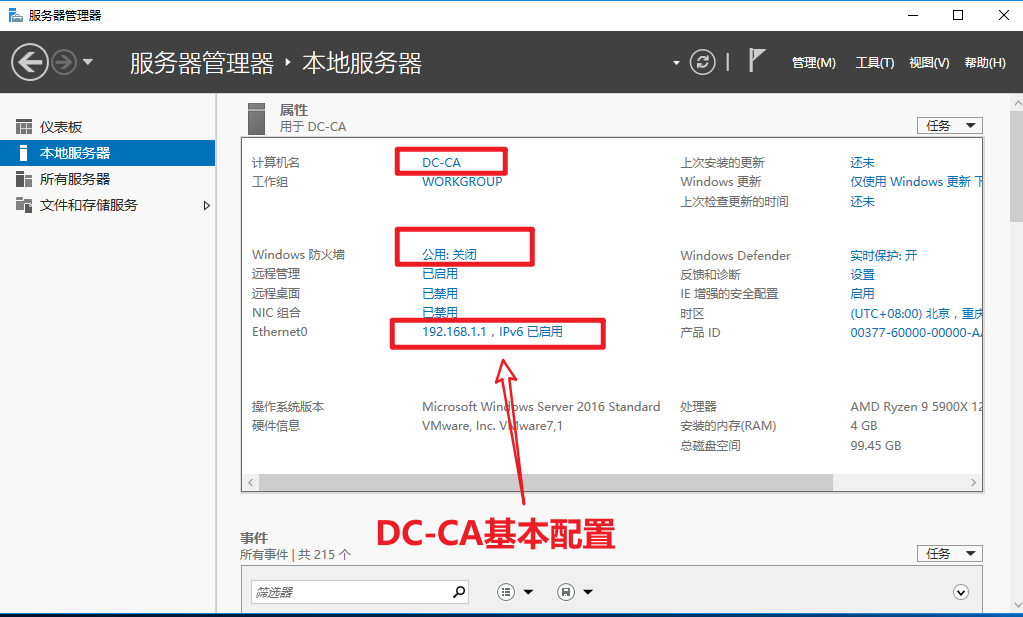 服务器管理器
服务器管理器 ‣ 本地服务器
管理(M) 工具(T) 视图(V) 帮助(H)
仪表板
本地服务器
所有服务器
文件和存储服务
属性
用于 DC-CA
任务
计算机名 DC-CA 上次安装的更新 还未
工作组 WORKGROUP Windows 更新 仅使用 Windows 更新 下
上次检查更新的时间 还未
Windows 防火墙 公用: 关闭 Windows Defender 实时保护: 开
远程管理 已启用 反馈和诊断 设置
远程桌面 已禁用 IE 增强的安全配置 启用
NIC 组合 已禁用 时区 (UTC+08:00) 北京，重庆
Ethernet0 192.168.1.1，IPv6 已启用 产品 ID 00377-60000-00000-AA
操作系统版本 Microsoft Windows Server 2016 Standard 处理器 AMD Ryzen 9 5900X 12
硬件信息 VMware, Inc. VMware7,1 安装的内存(RAM) 4 GB
总磁盘空间 99.45 GB
DC-CA基本配置
事件
所有事件 | 共 215 个
任务
筛选器